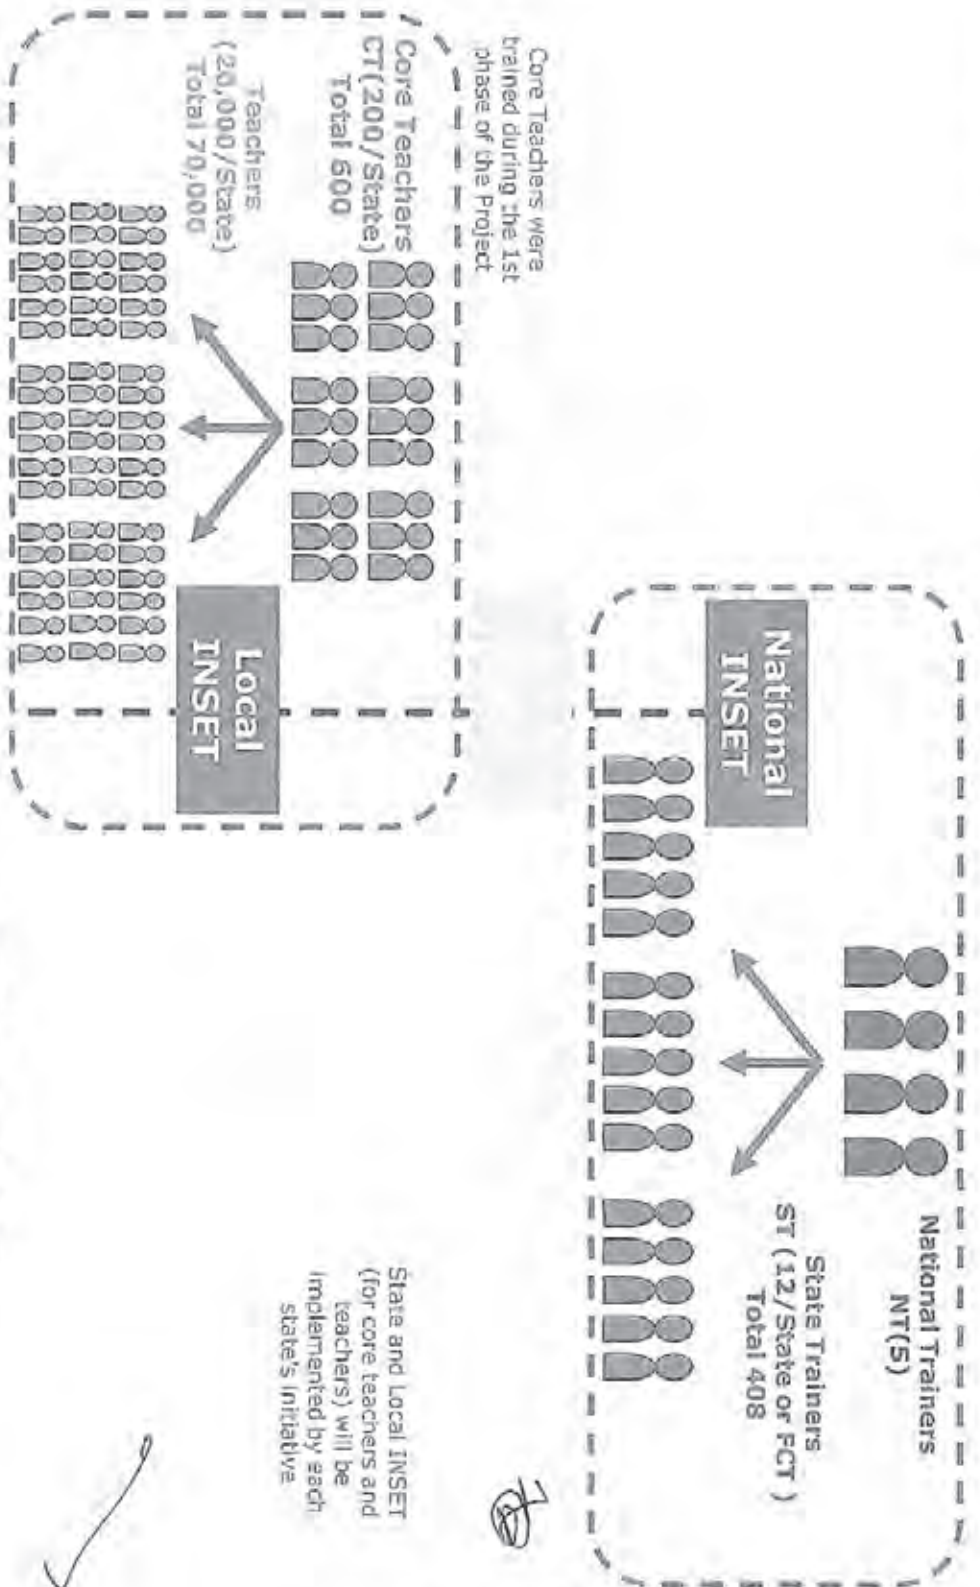 National Trainers
NT(5)
State Trainers
ST (12/State or FCT )
Total 408
National
INSET
Core Teachers were
trained during the 1st
phase of the Project
Core Teachers
CT(200/State)
Total 600
Teachers
(20,000/State)
Total 70,000
Local
INSET
State and Local INSET
(for core teachers and
teachers) will be
implemented by each
state's initiative